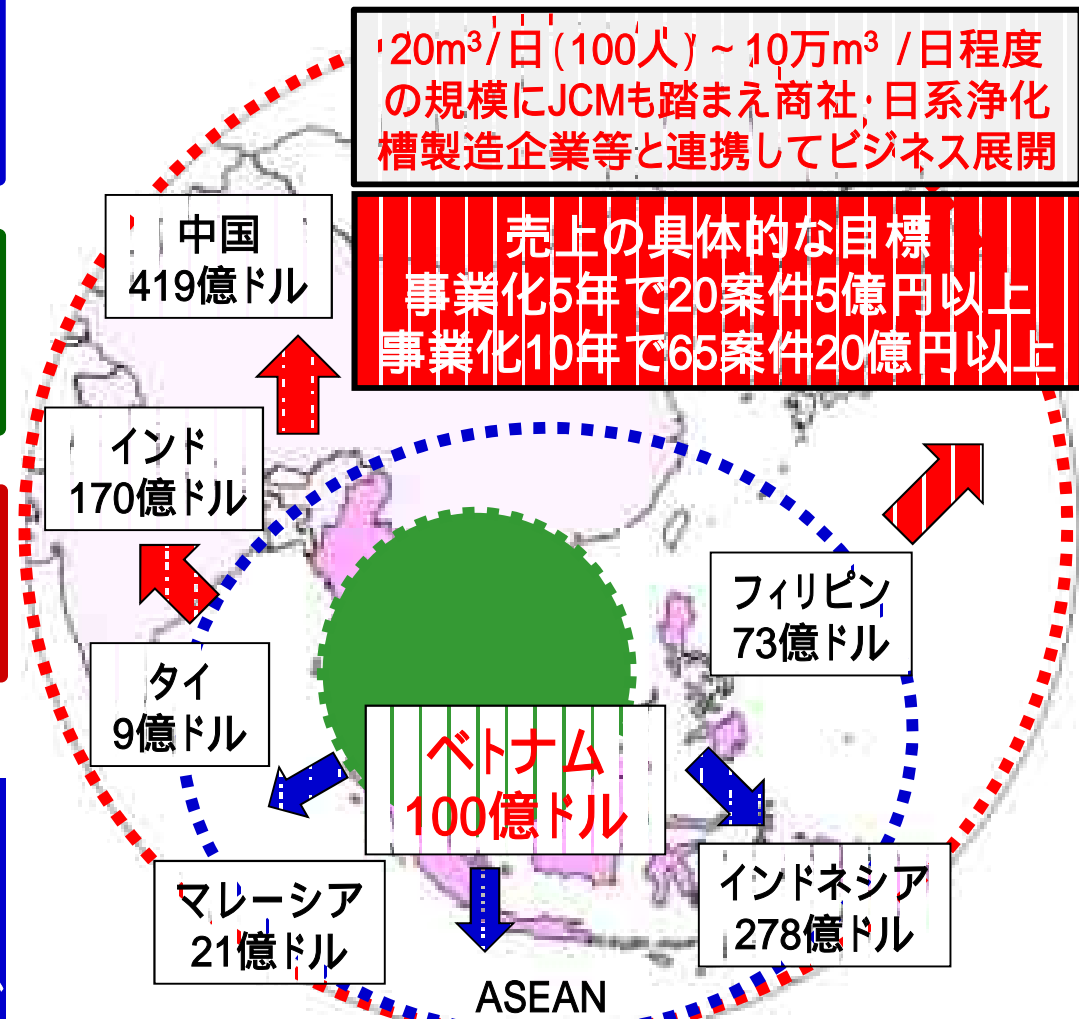 20m³/日(100人)~10万m³ /日程度
の規模にJCMも踏まえ商社・日系浄化
槽製造企業等と連携してビジネス展開
売上の具体的な目標
事業化5年で20案件5億円以上
事業化10年で65案件20億円以上
中国
419億ドル
インド
170億ドル
フィリピン
73億ドル
タイ
9億ドル
ベトナム
100億ドル
マレーシア
21億ドル
インドネシア
278億ドル
ASEAN